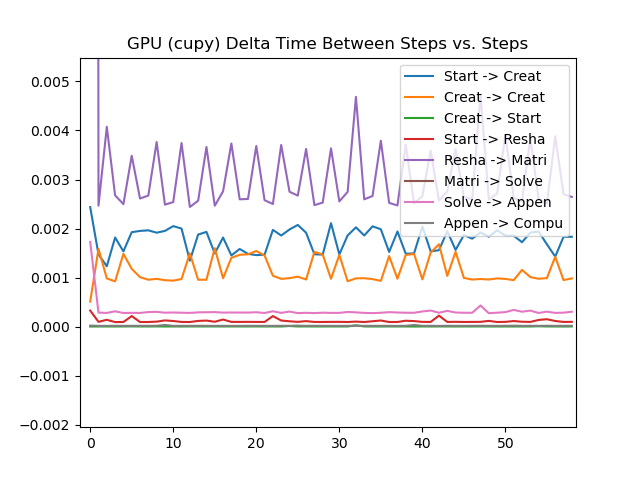 GPU (cupy) Delta Time Between Steps vs. Steps
0.005
0.004
0.003
0.002
0.001
0.000
−0.001
−0.002
0 10 20 30 40 50
Start -> Creat
Creat -> Creat
Creat -> Start
Start -> Resha
Resha -> Matri
Matri -> Solve
Solve -> Appen
Appen -> Compu